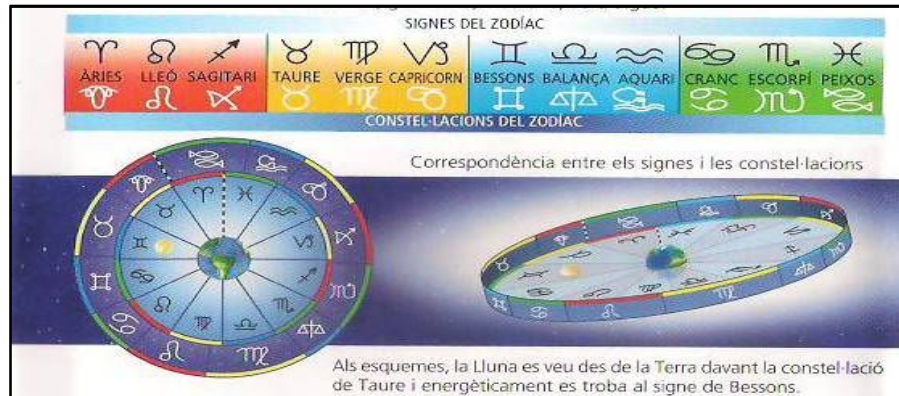 SIGNES DEL ZODÍAC
ÀRIES LLEÓ SAGITARI TAURE VERGE CAPRICORN BESSONS BALANÇA AQUARI CRANC ESCORPÍ PEIXOS
CONSTEL·LACIONS DEL ZODÍAC
Correspondència entre els signes i les constel·lacions
Als esquemes, la Lluna es veu des de la Terra davant la constel·lació
de Taure i energèticament es troba al signe de Bessons.